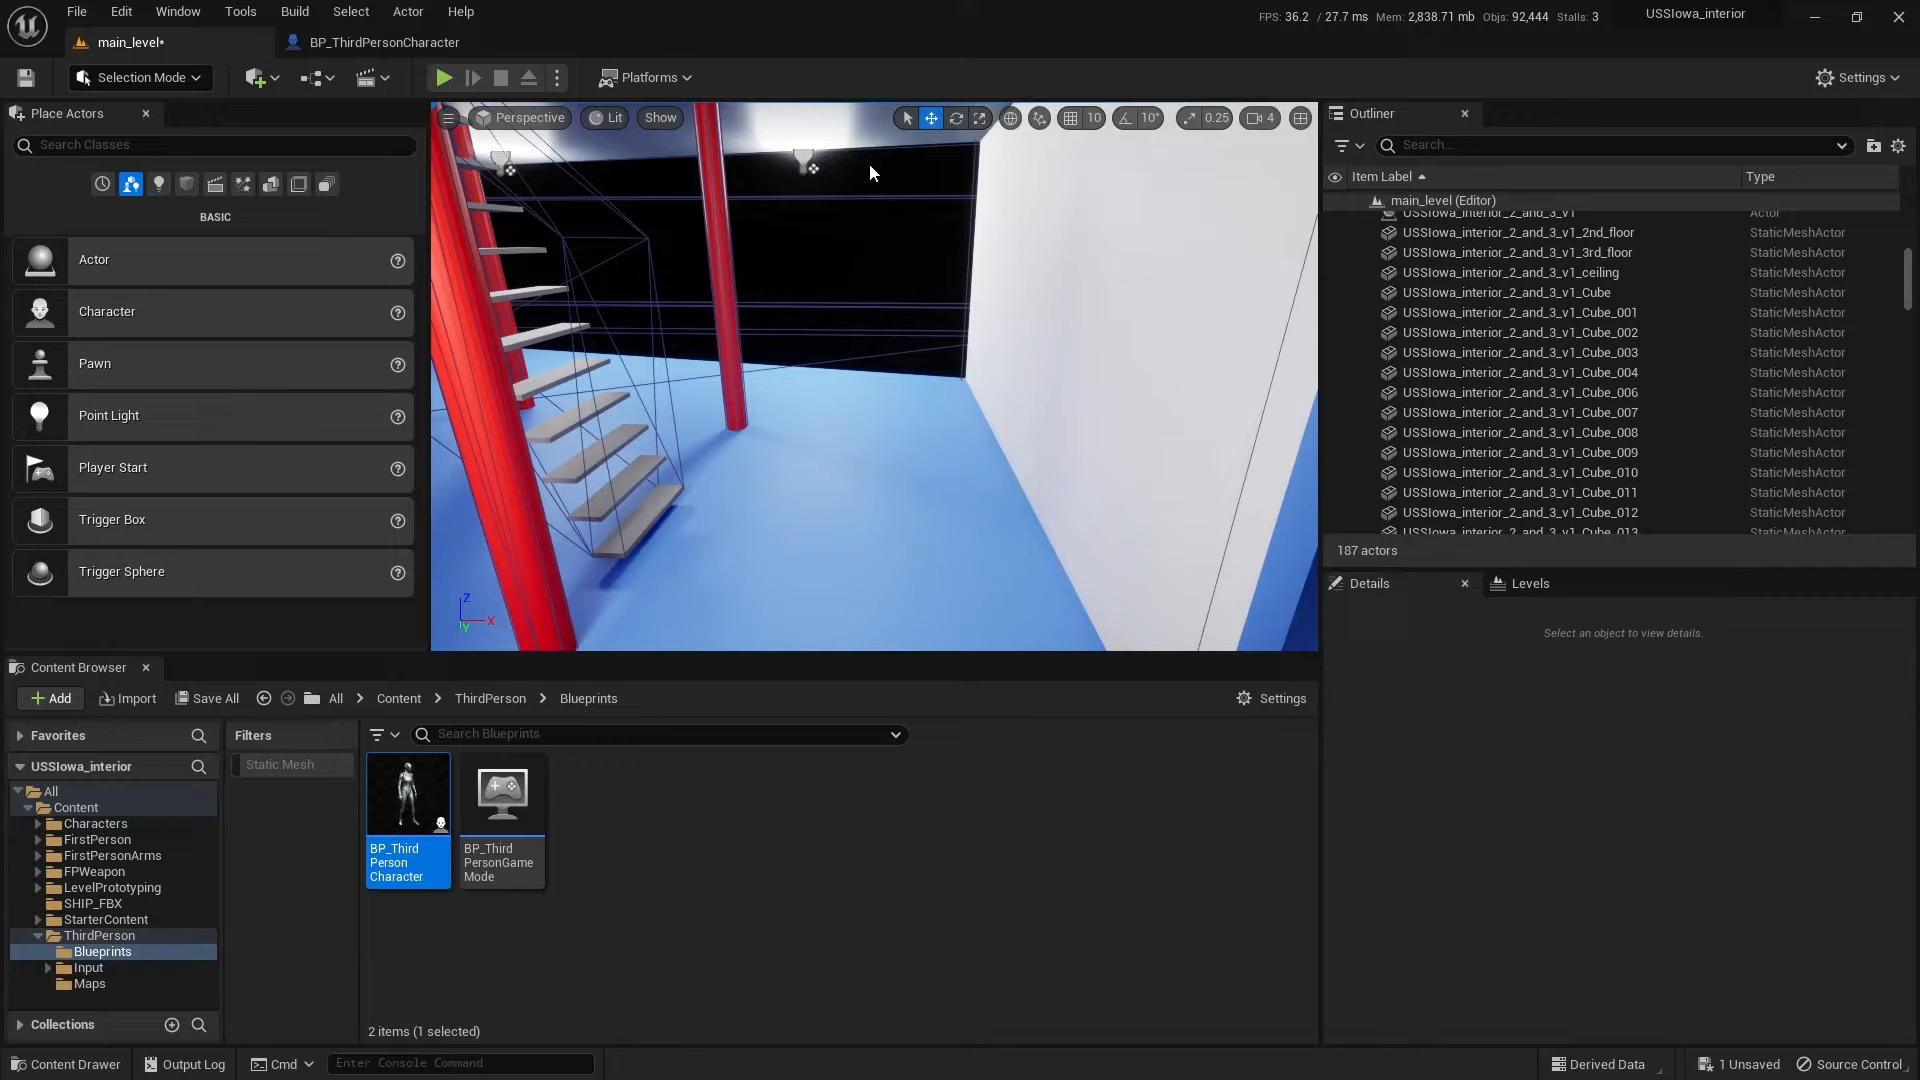 File Edit Window Tools Build Select Actor Help
FPS: 36.2 / 27.7 ms Mem: 2,838.71 mb Objs: 92,444 Stalls: 3
USSIowa_interior
main_level*
BP_ThirdPersonCharacter
Selection Mode
Platforms
Settings
Place Actors
Search Classes
BASIC
Actor
Character
Pawn
Point Light
Player Start
Trigger Box
Trigger Sphere
Perspective
Lit
Show
10
10°
0.25
4
Z
X
Y
Outliner
Search...
Item Label
Type
main_level (Editor)
USSIowa_interior_2_and_3_v1 Actor
USSIowa_interior_2_and_3_v1_2nd_floor StaticMeshActor
USSIowa_interior_2_and_3_v1_3rd_floor StaticMeshActor
USSIowa_interior_2_and_3_v1_ceiling StaticMeshActor
USSIowa_interior_2_and_3_v1_Cube StaticMeshActor
USSIowa_interior_2_and_3_v1_Cube_001 StaticMeshActor
USSIowa_interior_2_and_3_v1_Cube_002 StaticMeshActor
USSIowa_interior_2_and_3_v1_Cube_003 StaticMeshActor
USSIowa_interior_2_and_3_v1_Cube_004 StaticMeshActor
USSIowa_interior_2_and_3_v1_Cube_006 StaticMeshActor
USSIowa_interior_2_and_3_v1_Cube_007 StaticMeshActor
USSIowa_interior_2_and_3_v1_Cube_008 StaticMeshActor
USSIowa_interior_2_and_3_v1_Cube_009 StaticMeshActor
USSIowa_interior_2_and_3_v1_Cube_010 StaticMeshActor
USSIowa_interior_2_and_3_v1_Cube_011 StaticMeshActor
USSIowa_interior_2_and_3_v1_Cube_012 StaticMeshActor
USSIowa_interior_2_and_3_v1_Cube_013 StaticMeshActor
187 actors
Details
Levels
Select an object to view details.
Content Browser
Add
Import
Save All
All
Content
ThirdPerson
Blueprints
Settings
Favorites
USSIowa_interior
All
Content
Characters
FirstPerson
FirstPersonArms
FPWeapon
LevelPrototyping
SHIP_FBX
StarterContent
ThirdPerson
Blueprints
Input
Maps
Collections
Filters
Static Mesh
Search Blueprints
BP_Third
Person
Character
BP_Third
PersonGame
Mode
2 items (1 selected)
Content Drawer
Output Log
Cmd
Enter Console Command
Derived Data
1 Unsaved
Source Control